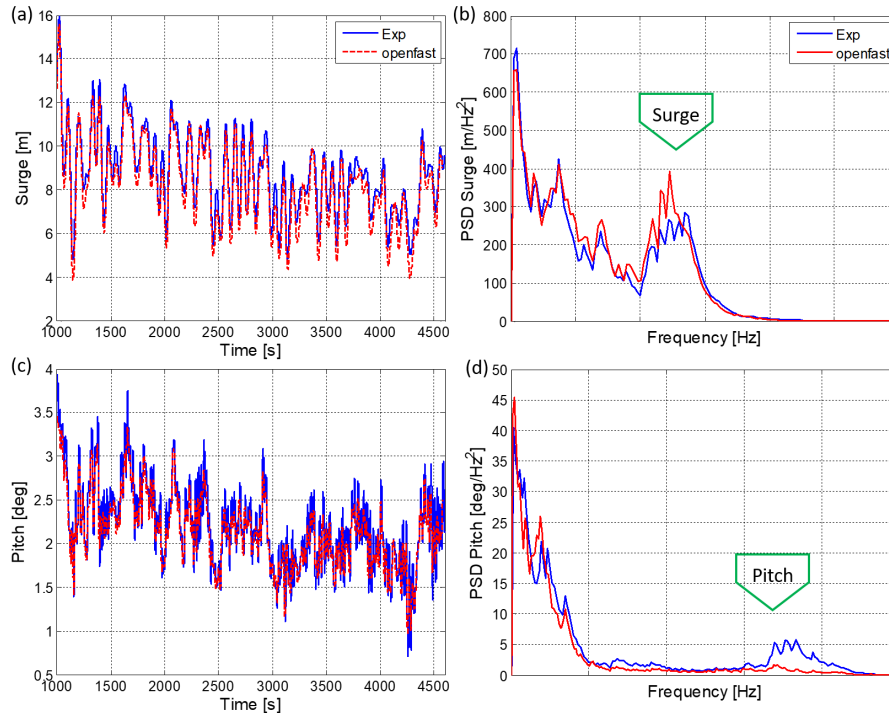 (a)
Exp
openfast
Surge [m]
16
14
12
10
8
6
4
2
1000 1500 2000 2500 3000 3500 4000 4500
Time [s]
(b)
Exp
openfast
Surge
PSD Surge [m/Hz²]
800
700
600
500
400
300
200
100
0
Frequency [Hz]
(c)
Pitch [deg]
4
3.5
3
2.5
2
1.5
1
0.5
1000 1500 2000 2500 3000 3500 4000 4500
Time [s]
(d)
Pitch
PSD Pitch [deg/Hz²]
50
45
40
35
30
25
20
15
10
5
0
Frequency [Hz]